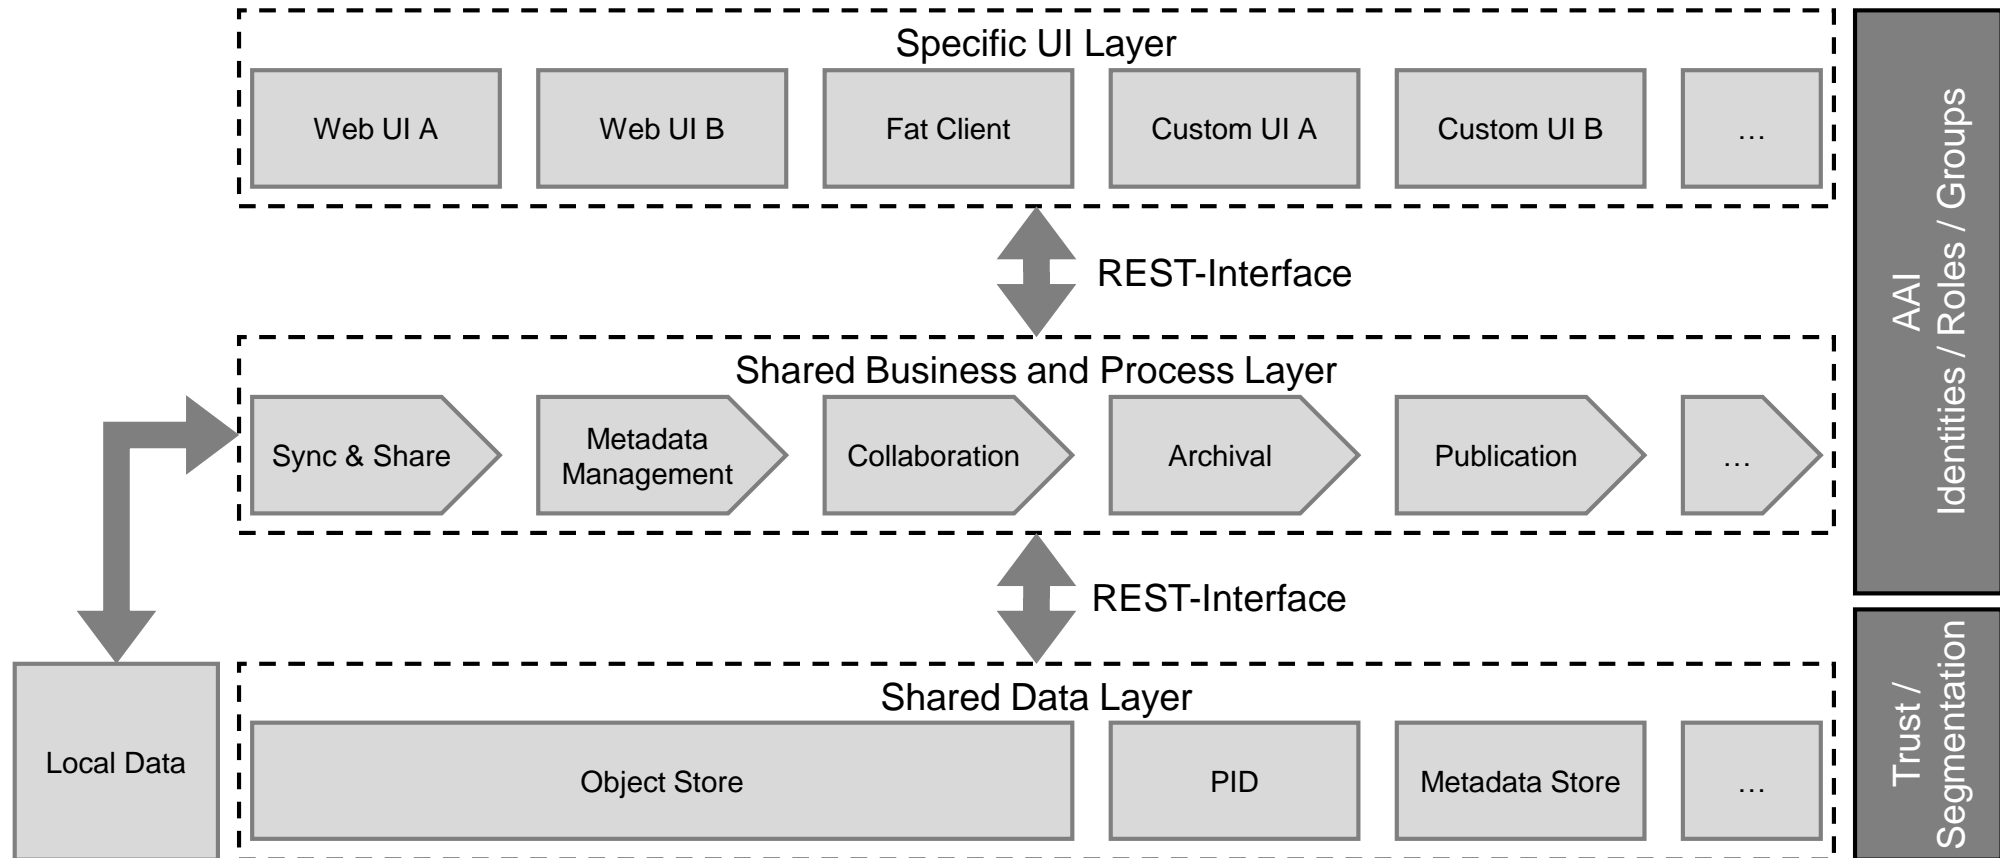 Specific UI Layer
Web UI A
Web UI B
Fat Client
Custom UI A
Custom UI B
…
REST-Interface
Shared Business and Process Layer
Sync & Share
Metadata
Management
Collaboration
Archival
Publication
…
REST-Interface
Local Data
Shared Data Layer
Object Store
PID
Metadata Store
…
AAI
Identities / Roles / Groups
Trust /
Segmentation